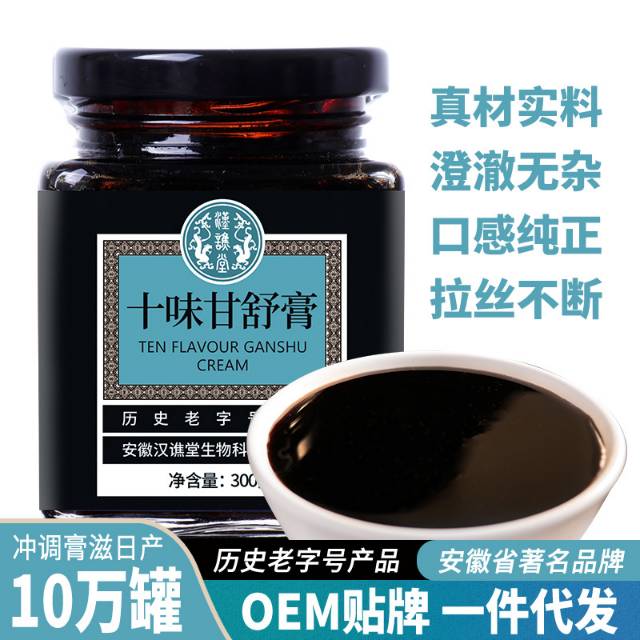 真材实料
澄澈无杂
口感纯正
拉丝不断
漢譙堂
十味甘舒膏
TEN FLAVOUR GANSHU
CREAM
历史老字号
安徽汉谯堂生物科
净含量:300
冲调膏滋日产
10万罐
历史老字号产品
安徽省著名品牌
OEM贴牌 一件代发